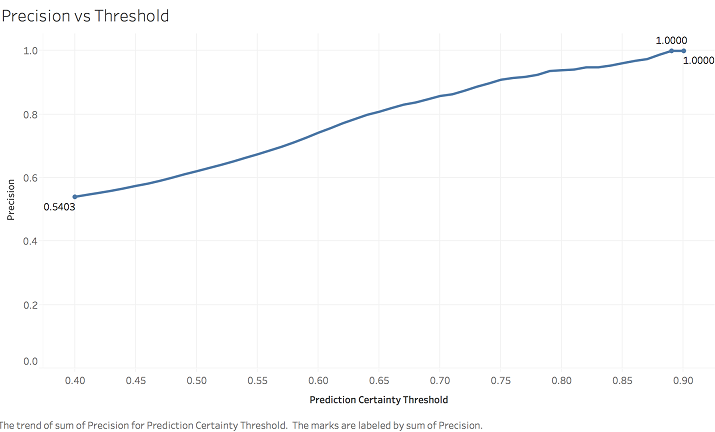 Precision vs Threshold
1.0000
1.0
1.0000
0.8
0.6
0.5403
0.4
0.2
0.0
Precision
0.40 0.45 0.50 0.55 0.60 0.65 0.70 0.75 0.80 0.85 0.90
Prediction Certainty Threshold
The trend of sum of Precision for Prediction Certainty Threshold. The marks are labeled by sum of Precision.